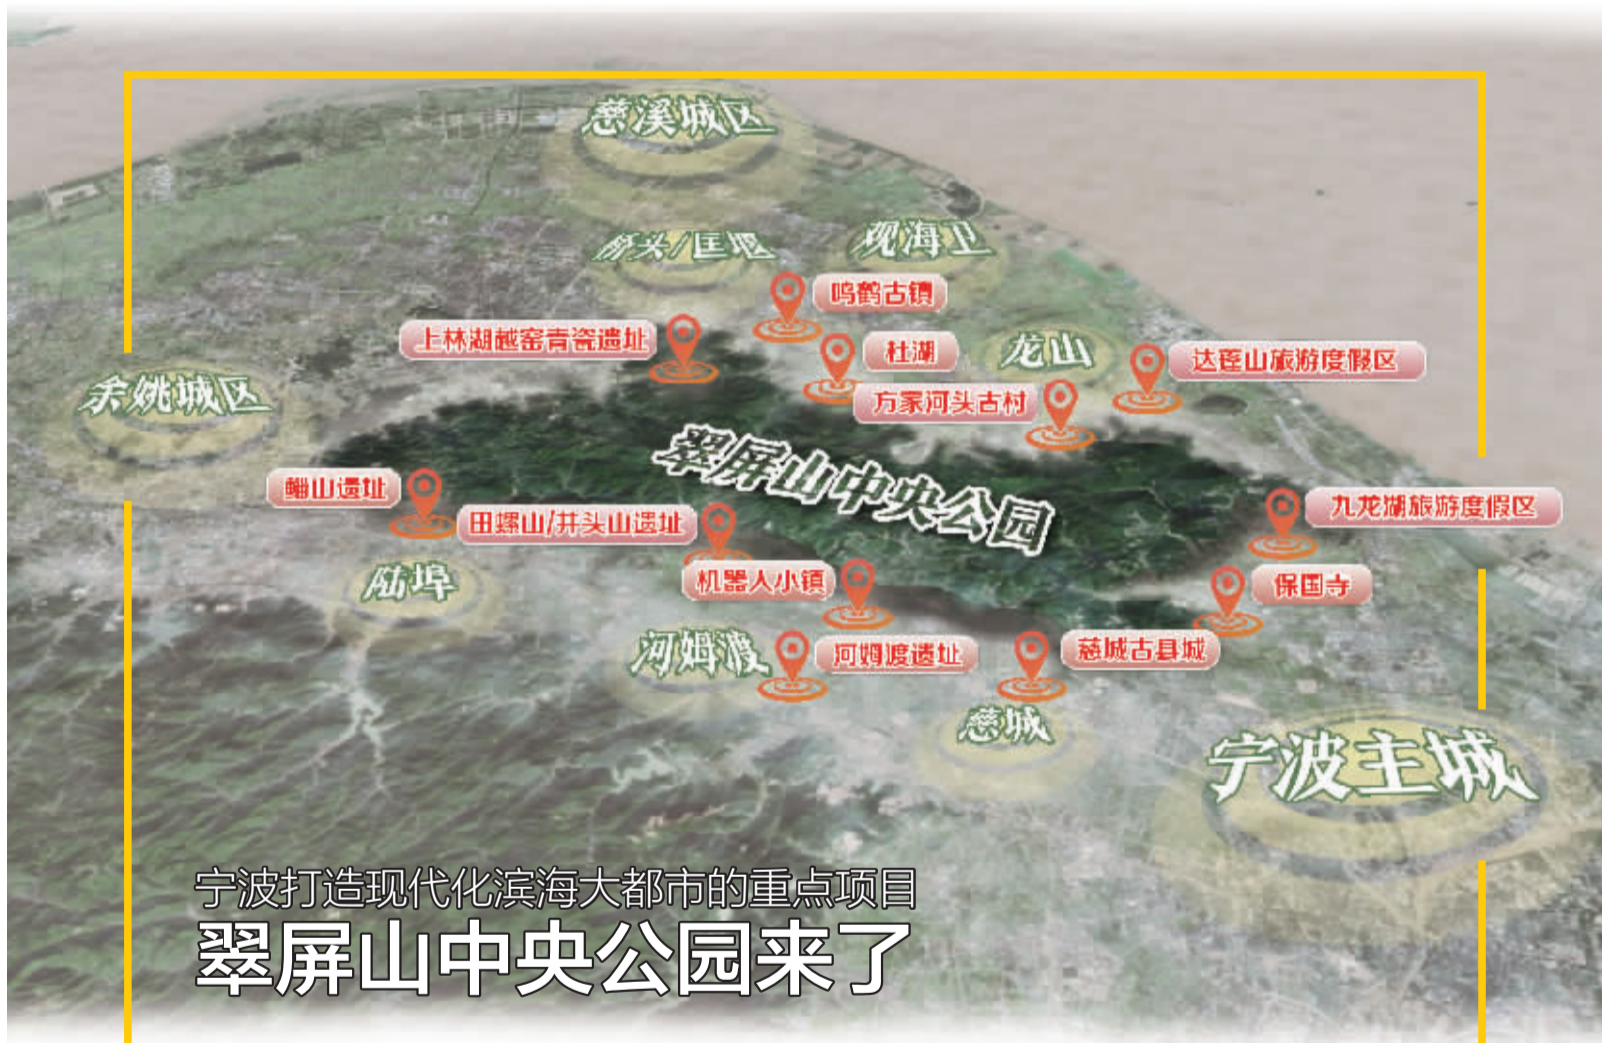 慈溪城区
桥头/匡堰
观海卫
鸣鹤古镇
上林湖越窑青瓷遗址
杜湖
龙山
达蓬山旅游度假区
余姚城区
方家河头古村
翠屏山中央公园
鲻山遗址
九龙湖旅游度假区
田螺山/井头山遗址
陆埠
机器人小镇
保国寺
河姆渡
河姆渡遗址
慈城古县城
慈城
宁波主城
宁波打造现代化滨海大都市的重点项目
翠屏山中央公园来了